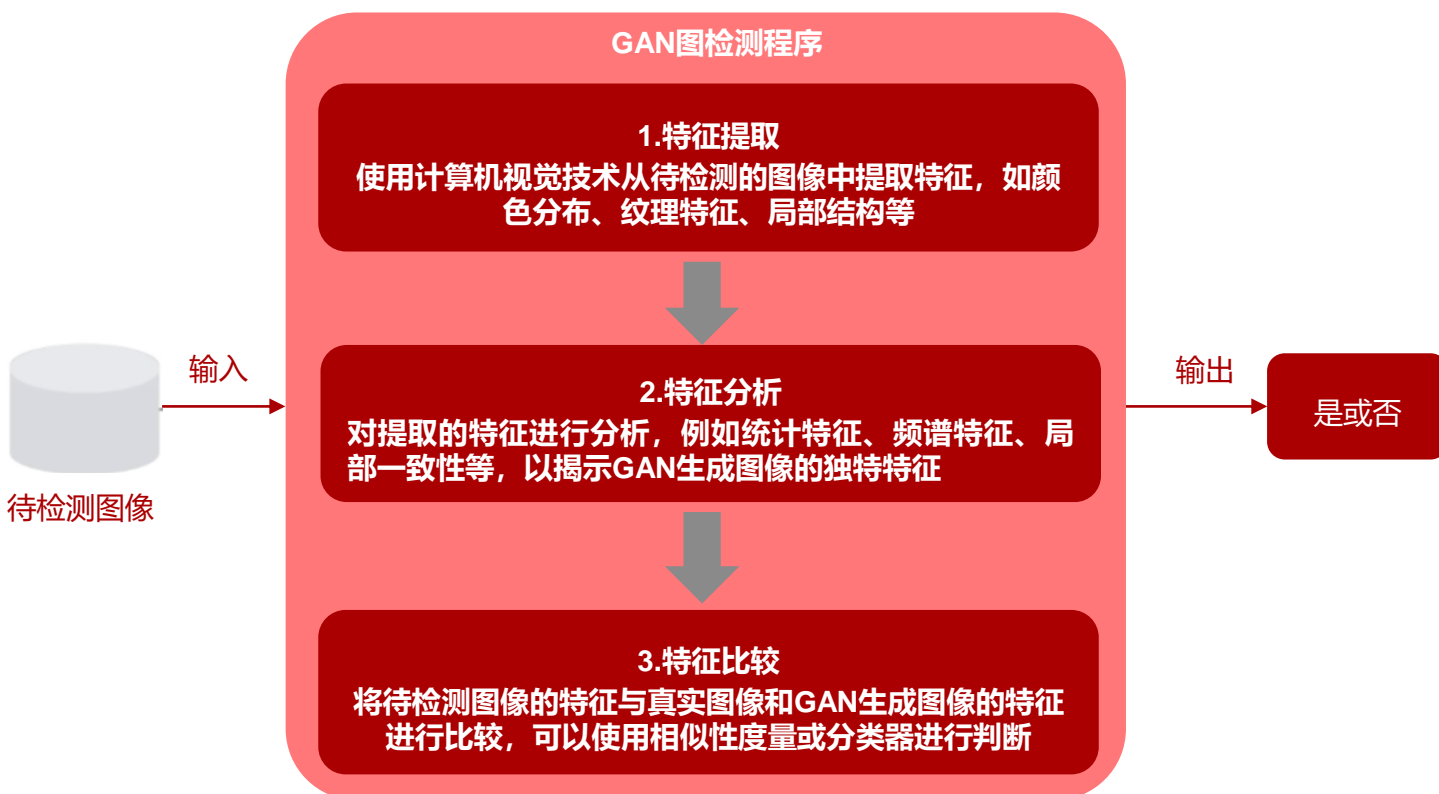 GAN图检测程序
1.特征提取
使用计算机视觉技术从待检测的图像中提取特征，如颜
色分布、纹理特征、局部结构等
输入
待检测图像
2.特征分析
对提取的特征进行分析，例如统计特征、频谱特征、局
部一致性等，以揭示GAN生成图像的独特特征
输出
是或否
3.特征比较
将待检测图像的特征与真实图像和GAN生成图像的特征
进行比较，可以使用相似性度量或分类器进行判断